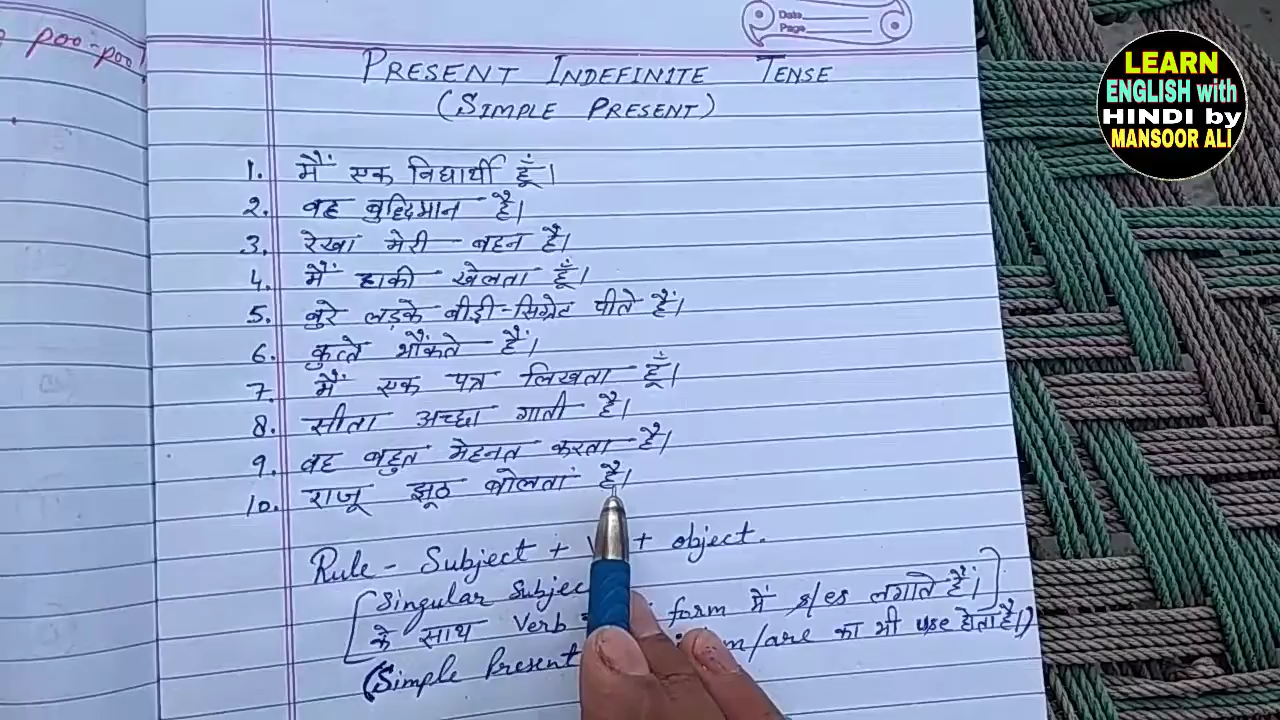 poo-poo
Date
Page
LEARN
ENGLISH with
HINDI by
MANSOOR ALI
PRESENT INDEFINITE TENSE
(SIMPLE PRESENT)
1. मैं एक विद्यार्थी हूँ।
2. वह बुद्धिमान है।
3. रेखा मेरी बहन है।
4. मैं हाकी खेलता हूँ।
5. बुरे लड़के बीड़ी-सिग्रेट पीते हैं।
6. कुत्ते भौंकते हैं।
7. मैं एक पत्र लिखता हूँ।
8. सीता अच्छा गाती है।
9. वह बहुत मेहनत करता है।
10. राजू झूठ बोलता है।
Rule - Subject + + object.
[Singular Subjec
के साथ Verb form में s/es लगाते हैं।]
(Simple Present am/are का भी use होता है।)